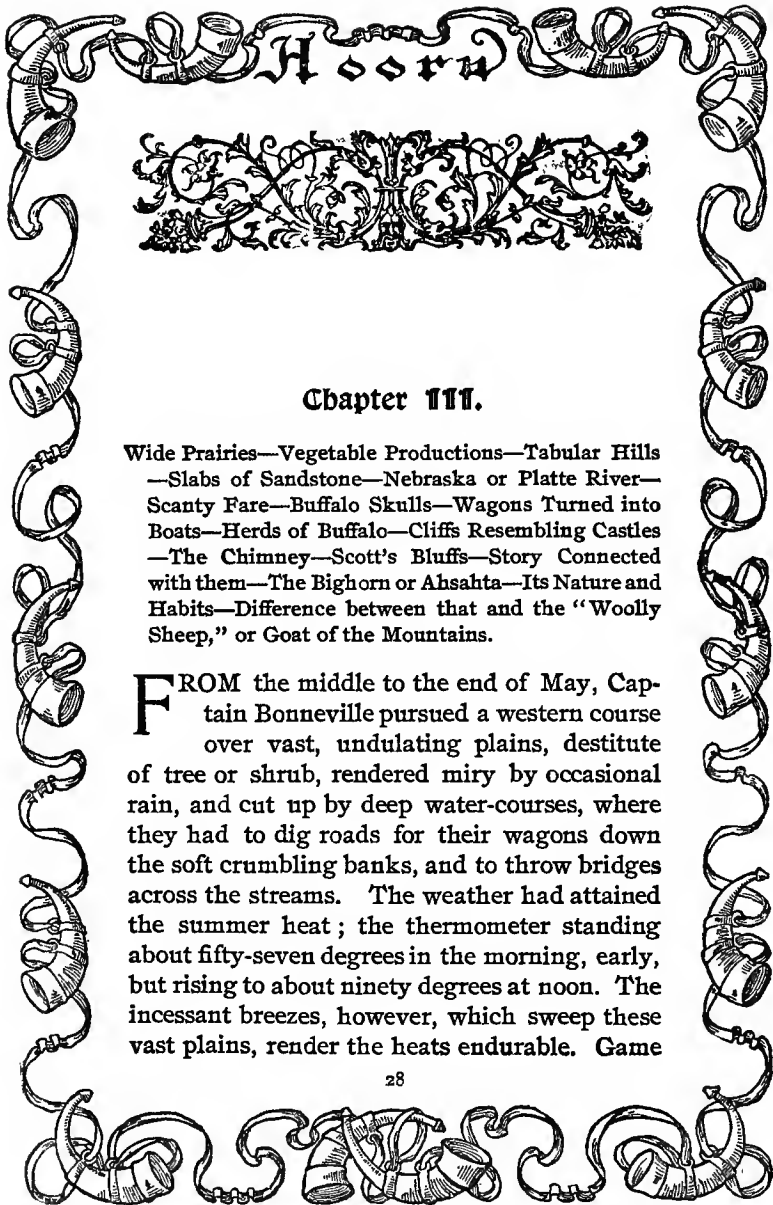 Hooru
Chapter III.
Wide Prairies—Vegetable Productions—Tabular Hills
—Slabs of Sandstone—Nebraska or Platte River—
Scanty Fare—Buffalo Skulls—Wagons Turned into
Boats—Herds of Buffalo—Cliffs Resembling Castles
—The Chimney—Scott's Bluffs—Story Connected
with them—The Bighorn or Ahsahta—Its Nature and
Habits—Difference between that and the "Woolly
Sheep," or Goat of the Mountains.
FROM the middle to the end of May, Cap-
tain Bonneville pursued a western course
over vast, undulating plains, destitute
of tree or shrub, rendered miry by occasional
rain, and cut up by deep water-courses, where
they had to dig roads for their wagons down
the soft crumbling banks, and to throw bridges
across the streams. The weather had attained
the summer heat; the thermometer standing
about fifty-seven degrees in the morning, early,
but rising to about ninety degrees at noon. The
incessant breezes, however, which sweep these
vast plains, render the heats endurable. Game
28